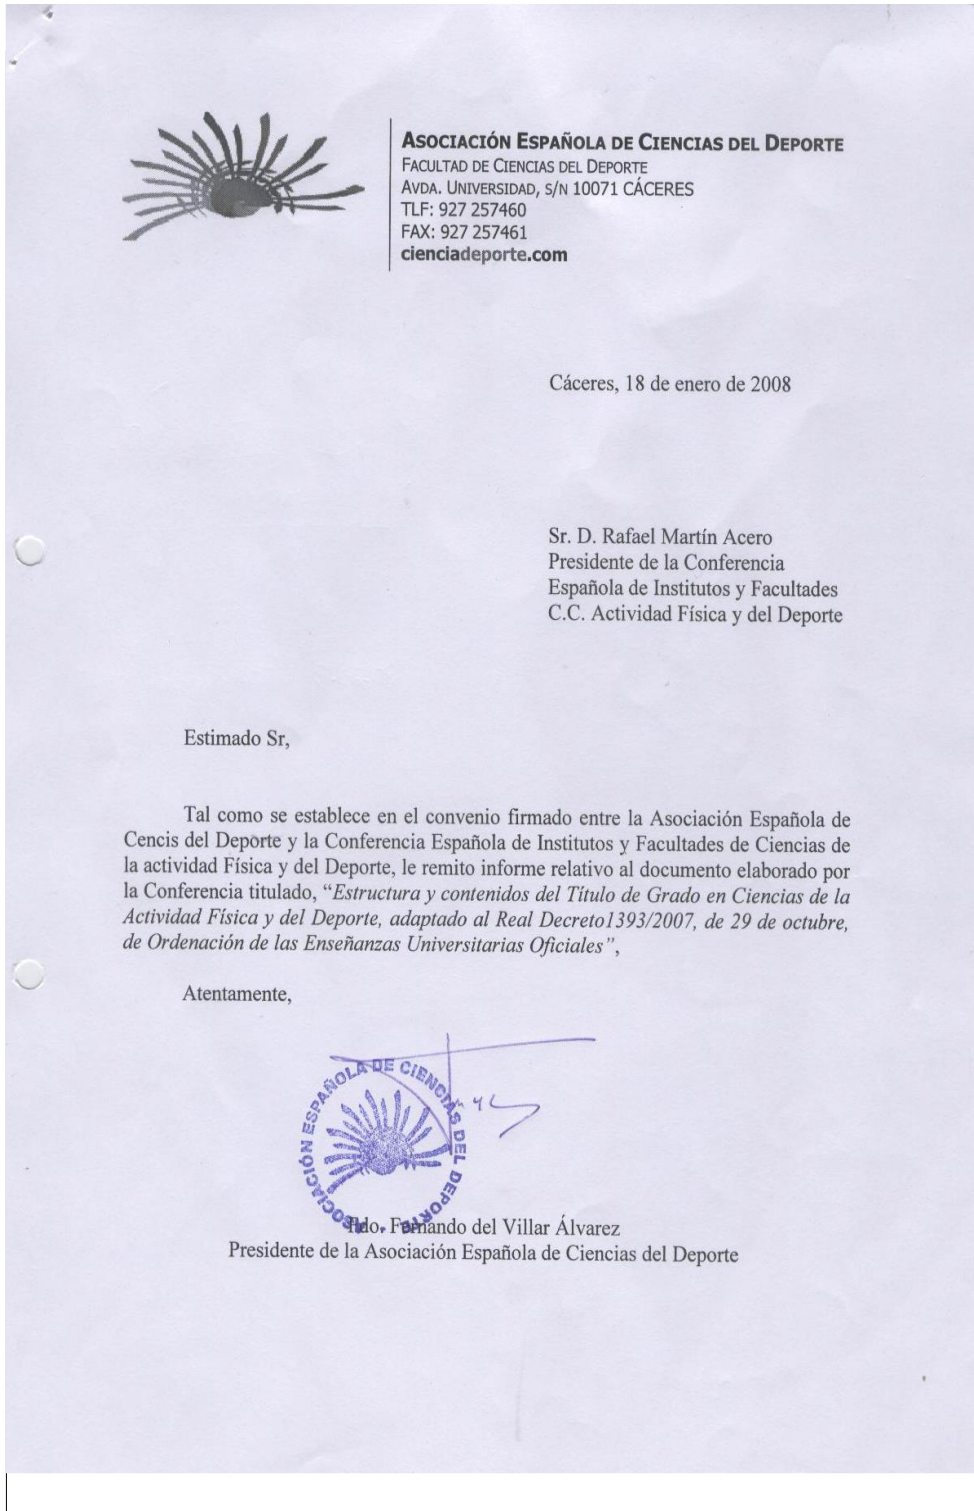 ASOCIACIÓN ESPAÑOLA DE CIENCIAS DEL DEPORTE
FACULTAD DE CIENCIAS DEL DEPORTE
AVDA. UNIVERSIDAD, S/N 10071 CÁCERES
TLF: 927 257460
FAX: 927 257461
cienciadeporte.com
Cáceres, 18 de enero de 2008
Sr. D. Rafael Martín Acero
Presidente de la Conferencia
Española de Institutos y Facultades
C.C. Actividad Física y del Deporte
Estimado Sr,
Tal como se establece en el convenio firmado entre la Asociación Española de
Cencis del Deporte y la Conferencia Española de Institutos y Facultades de Ciencias de
la actividad Física y del Deporte, le remito informe relativo al documento elaborado por
la Conferencia titulado, “Estructura y contenidos del Título de Grado en Ciencias de la
Actividad Física y del Deporte, adaptado al Real Decreto1393/2007, de 29 de octubre,
de Ordenación de las Enseñanzas Universitarias Oficiales”,
Atentamente,
ASOCIACIÓN ESPAÑOLA DE CIENCIAS DEL DEPORTE
Fdo. Fernando del Villar Álvarez
Presidente de la Asociación Española de Ciencias del Deporte